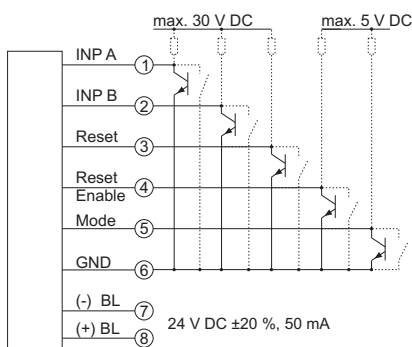 max. 30 V DC
max. 5 V DC
INP A 1
INP B 2
Reset 3
Reset
Enable 4
Mode 5
GND 6
(-) BL 7
(+) BL 8
24 V DC ±20 %, 50 mA